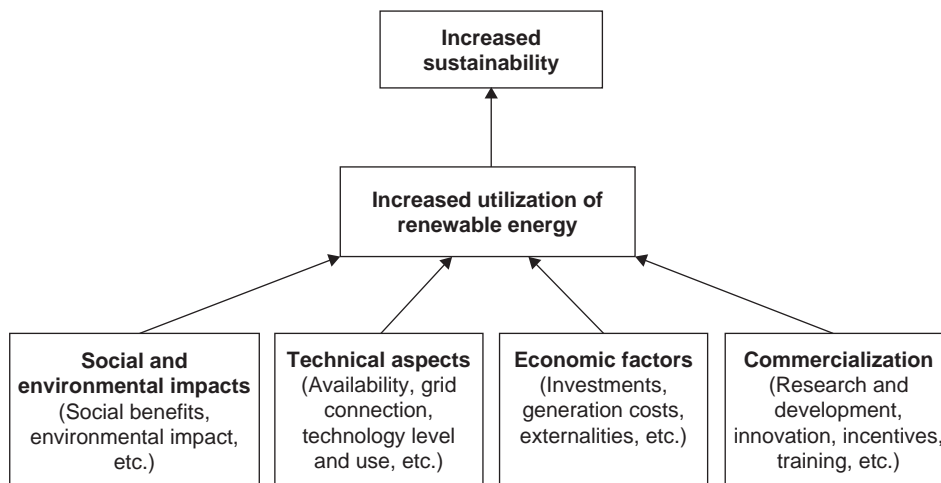 Increased
sustainability
Increased utilization of
renewable energy
Social and
environmental impacts
(Social benefits,
environmental impact,
etc.)
Technical aspects
(Availability, grid
connection,
technology level
and use, etc.)
Economic factors
(Investments,
generation costs,
externalities, etc.)
Commercialization
(Research and
development,
innovation, incentives,
training, etc.)